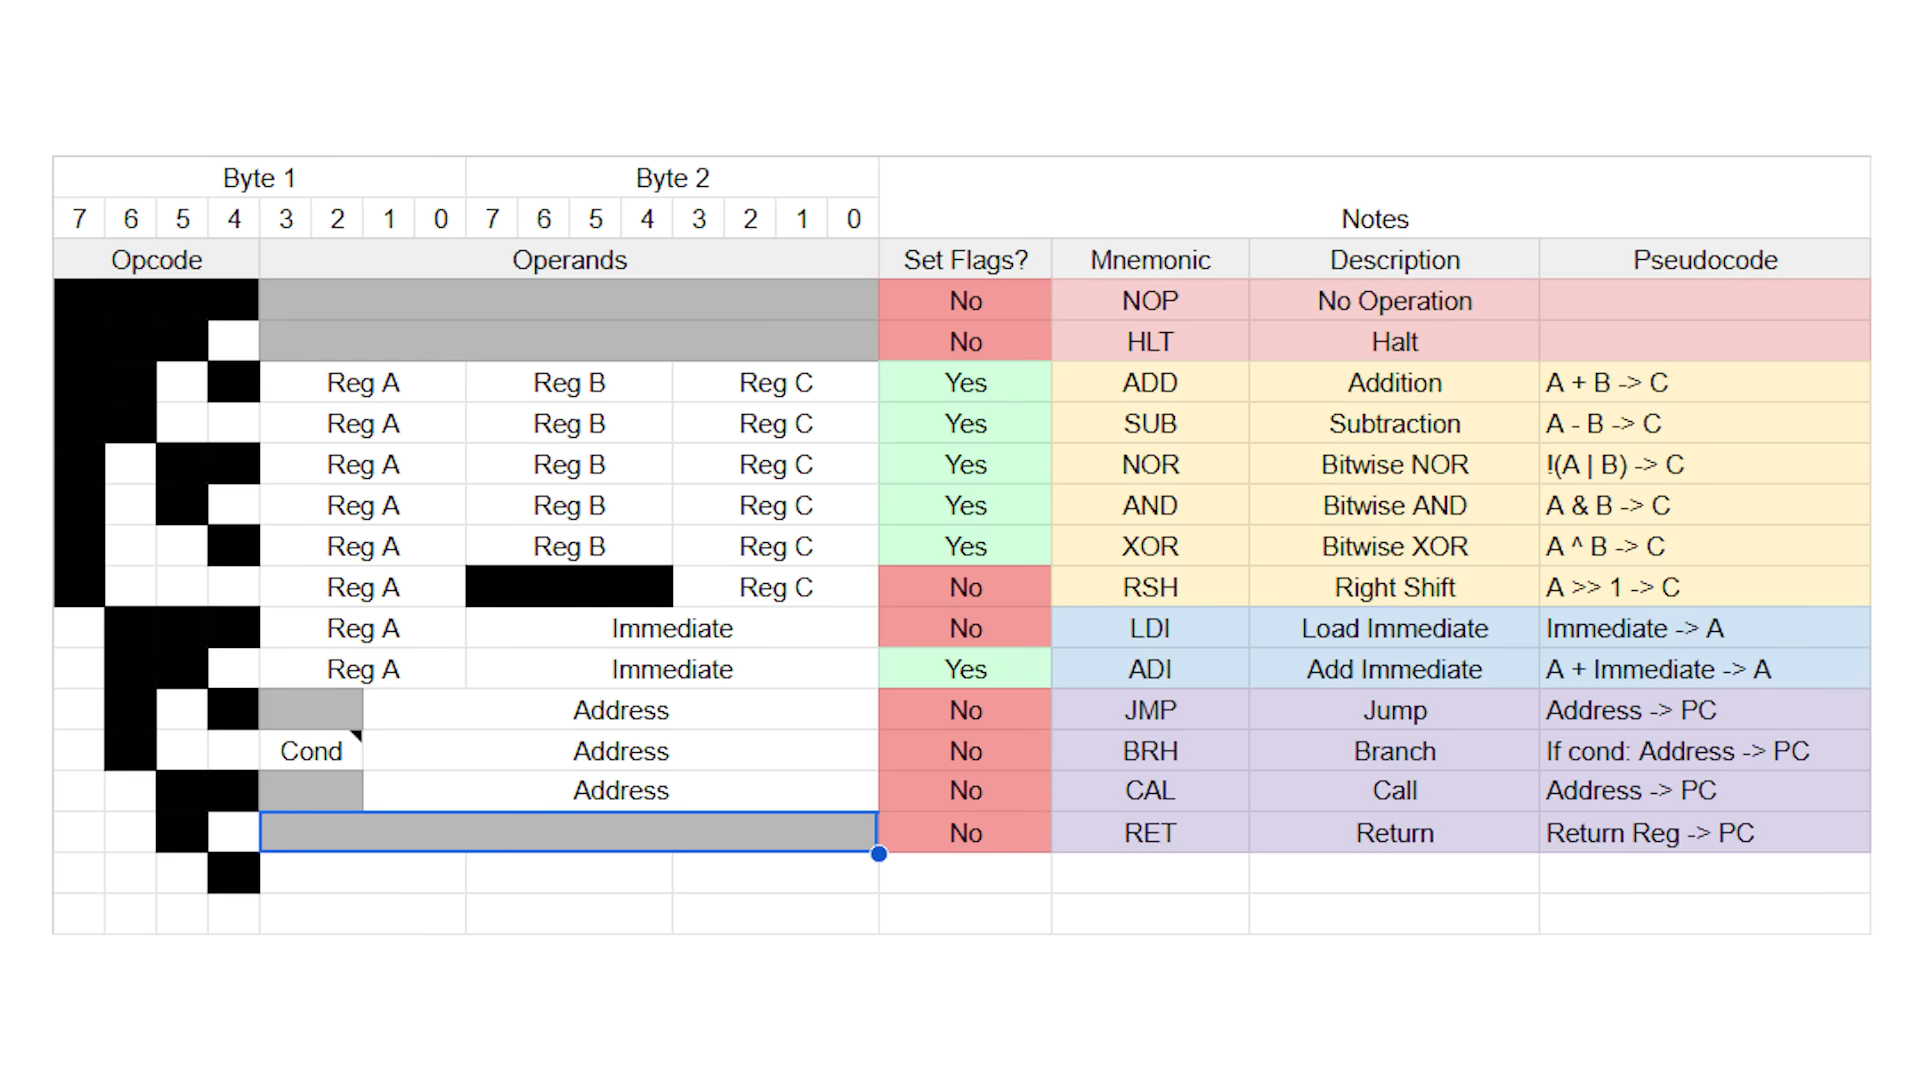 Byte 1 Byte 2
7 6 5 4 3 2 1 0 7 6 5 4 3 2 1 0 Notes
Opcode Operands Set Flags? Mnemonic Description Pseudocode
No NOP No Operation
No HLT Halt
Reg A Reg B Reg C Yes ADD Addition A + B -> C
Reg A Reg B Reg C Yes SUB Subtraction A - B -> C
Reg A Reg B Reg C Yes NOR Bitwise NOR !(A | B) -> C
Reg A Reg B Reg C Yes AND Bitwise AND A & B -> C
Reg A Reg B Reg C Yes XOR Bitwise XOR A ^ B -> C
Reg A Reg C No RSH Right Shift A >> 1 -> C
Reg A Immediate No LDI Load Immediate Immediate -> A
Reg A Immediate Yes ADI Add Immediate A + Immediate -> A
Address No JMP Jump Address -> PC
Cond Address No BRH Branch If cond: Address -> PC
Address No CAL Call Address -> PC
No RET Return Return Reg -> PC